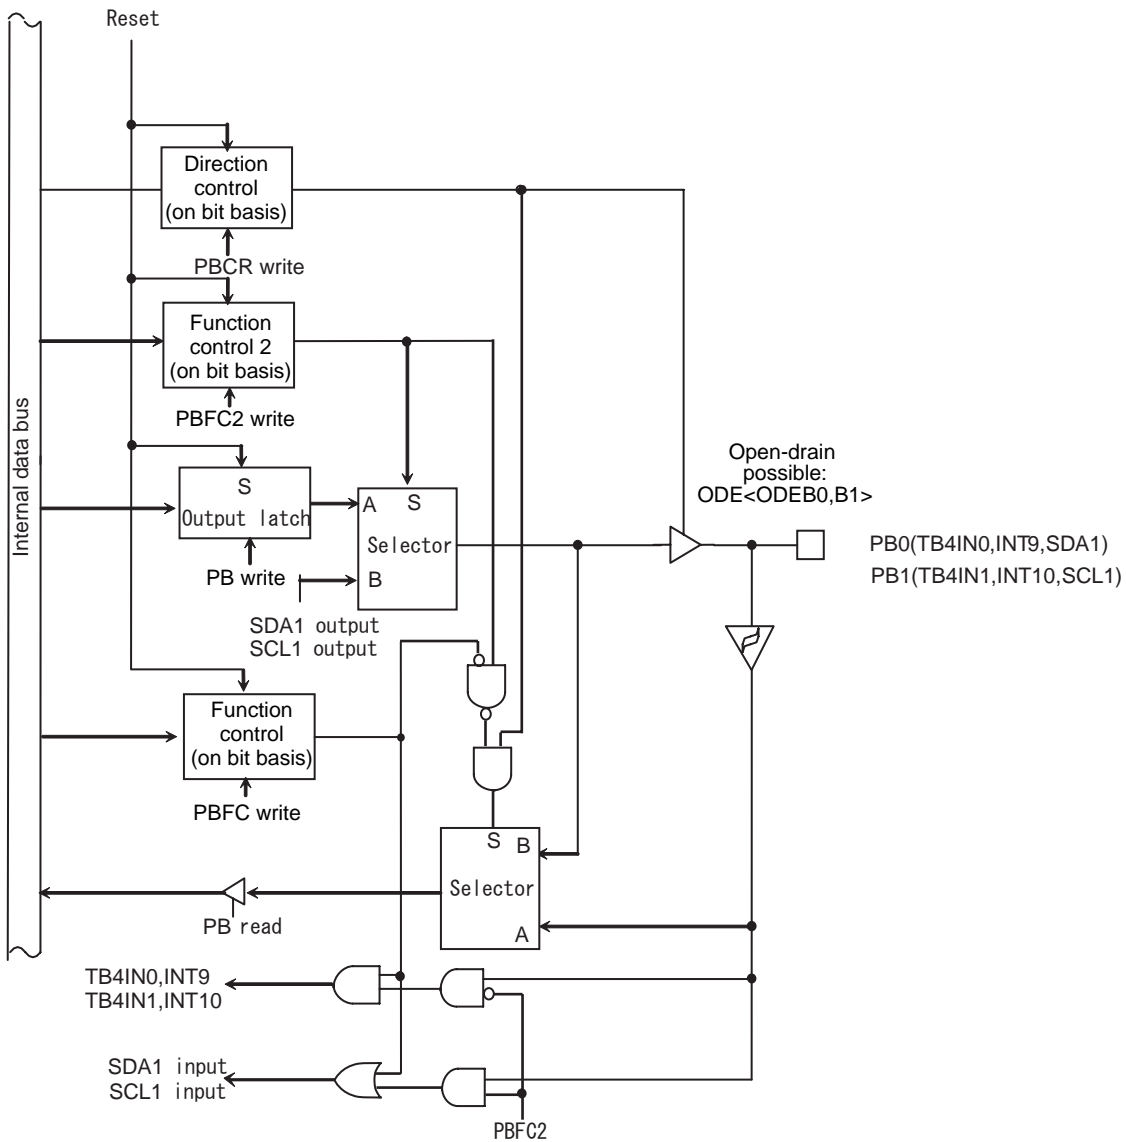 Reset
Direction
control
(on bit basis)
PBCR write
Function
control 2
(on bit basis)
PBFC2 write
Internal data bus
S
Output latch
PB write
A
S
Selector
B
SDA1 output
SCL1 output
Open-drain
possible:
ODE<ODEB0,B1>
PB0(TB4IN0,INT9,SDA1)
PB1(TB4IN1,INT10,SCL1)
Function
control
(on bit basis)
PBFC write
S
B
Selector
A
PB read
TB4IN0,INT9
TB4IN1,INT10
SDA1 input
SCL1 input
PBFC2